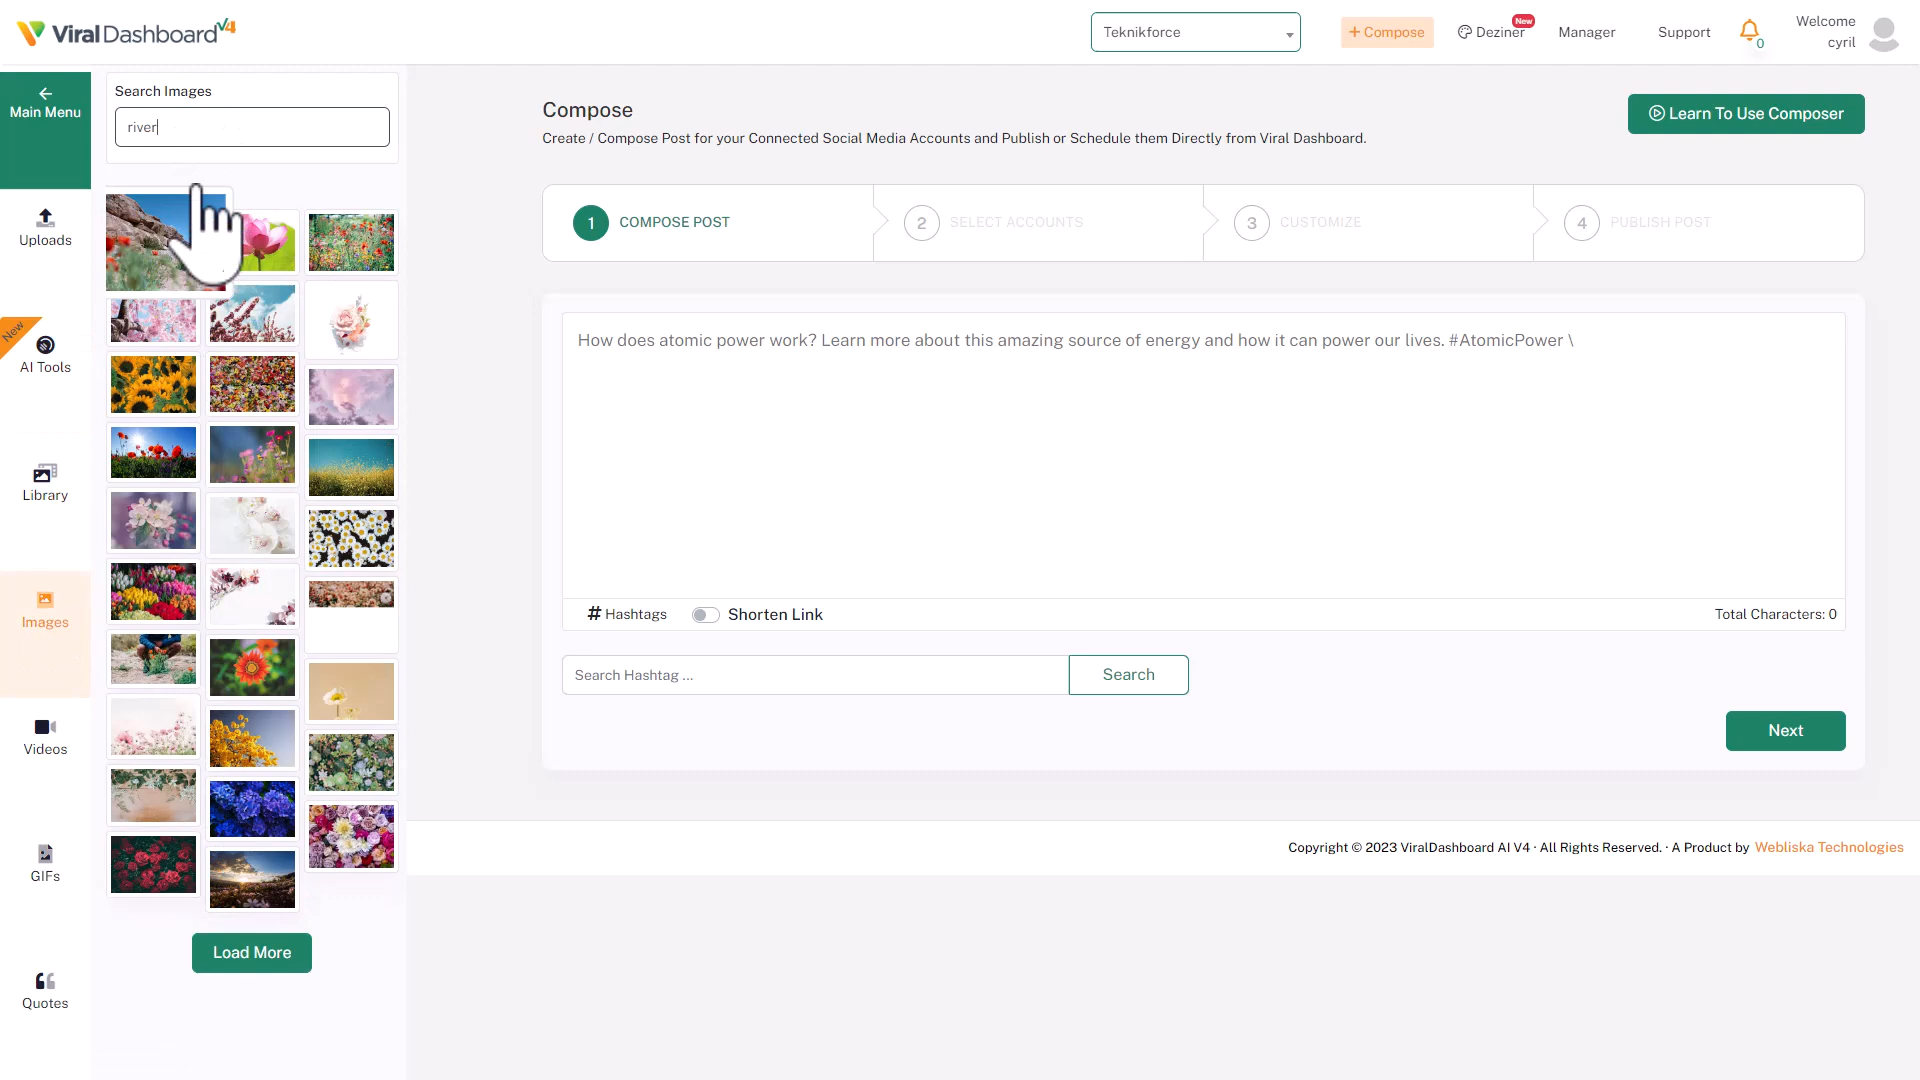 ViralDashboard V4
Teknikforce
+ Compose
Deziner
New
Manager
Support
0
Welcome
cyril
Main Menu
Search Images
river
Uploads
New
AI Tools
Library
Images
Videos
GIFs
Quotes
Load More
Compose
Create / Compose Post for your Connected Social Media Accounts and Publish or Schedule them Directly from Viral Dashboard.
Learn To Use Composer
1 COMPOSE POST
2 SELECT ACCOUNTS
3 CUSTOMIZE
4 PUBLISH POST
How does atomic power work? Learn more about this amazing source of energy and how it can power our lives. #AtomicPower \
# Hashtags
Shorten Link
Total Characters: 0
Search Hashtag ...
Search
Next
Copyright © 2023 ViralDashboard AI V4 · All Rights Reserved. · A Product by Webliska Technologies